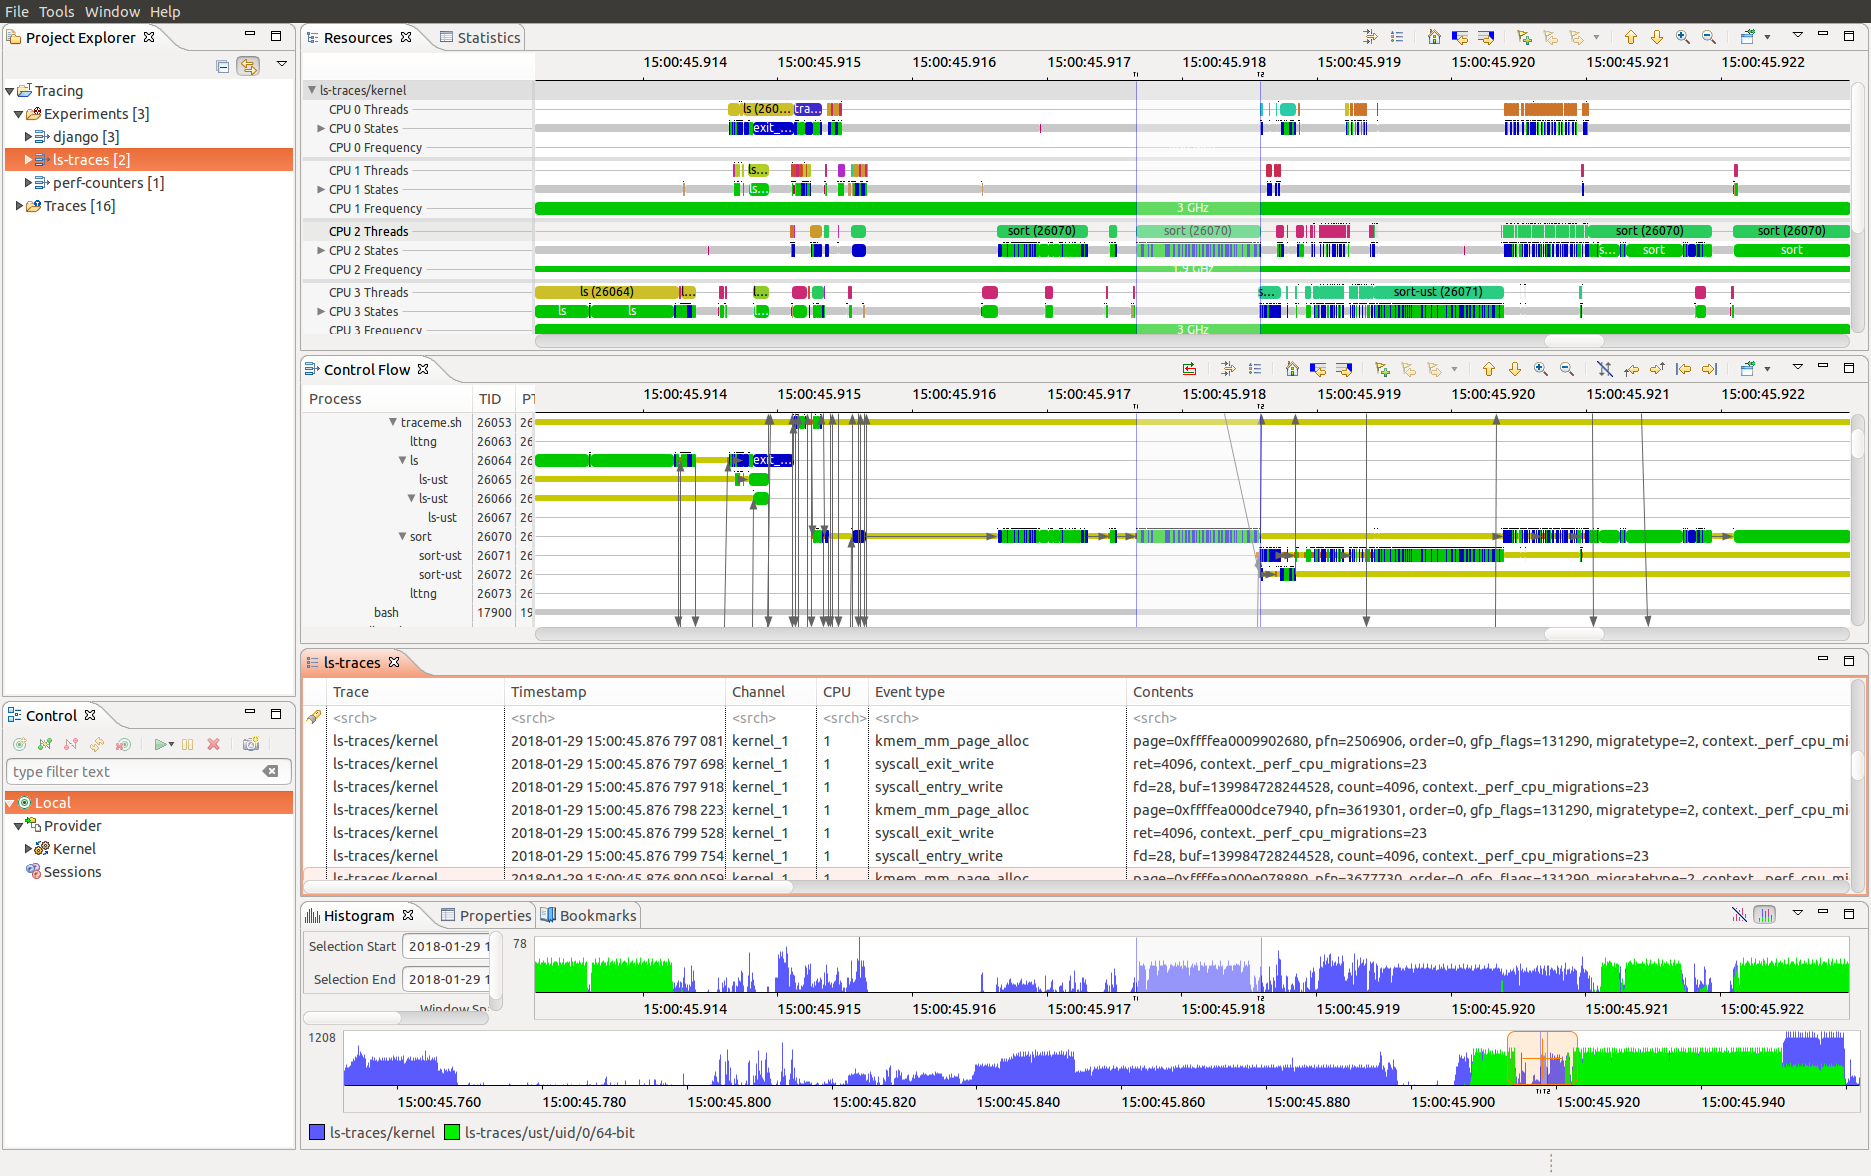 File Tools Window Help
Project Explorer
Tracing
Experiments [3]
django [3]
ls-traces [2]
perf-counters [1]
Traces [16]
Control
type filter text
Local
Provider
Kernel
Sessions
Resources Statistics
15:00:45.914 15:00:45.915 15:00:45.916 15:00:45.917 15:00:45.918 15:00:45.919 15:00:45.920 15:00:45.921 15:00:45.922
T1 T2
ls-traces/kernel
CPU 0 Threads ls (260... tra...
CPU 0 States exit_...
CPU 0 Frequency
CPU 1 Threads ls...
CPU 1 States ls...
CPU 1 Frequency 3 GHz
CPU 2 Threads sort (26070) sort (26070) sort (26070) sort (26070)
CPU 2 States s... sort sort
CPU 2 Frequency 1.9 GHz
CPU 3 Threads ls (26064) l... l... s... sort-ust (26071)
CPU 3 States ls ls l...
CPU 3 Frequency 3 GHz
Control Flow
Process TID PT
15:00:45.914 15:00:45.915 15:00:45.916 15:00:45.917 15:00:45.918 15:00:45.919 15:00:45.920 15:00:45.921 15:00:45.922
T1 T2
traceme.sh 26053 26
lttng 26063 26
ls 26064 26 exit_...
ls-ust 26065 26
ls-ust 26066 26
ls-ust 26067 26
sort 26070 26
sort-ust 26071 26
sort-ust 26072 26
lttng 26073 26
bash 17900 19
ls-traces
Trace Timestamp Channel CPU Event type Contents
<srch> <srch> <srch> <srch> <srch> <srch>
ls-traces/kernel 2018-01-29 15:00:45.876 797 081 kernel_1 1 kmem_mm_page_alloc page=0xffffea0009902680, pfn=2506906, order=0, gfp_flags=131290, migratetype=2, context._perf_cpu_mi
ls-traces/kernel 2018-01-29 15:00:45.876 797 698 kernel_1 1 syscall_exit_write ret=4096, context._perf_cpu_migrations=23
ls-traces/kernel 2018-01-29 15:00:45.876 797 918 kernel_1 1 syscall_entry_write fd=28, buf=139984728244528, count=4096, context._perf_cpu_migrations=23
ls-traces/kernel 2018-01-29 15:00:45.876 798 223 kernel_1 1 kmem_mm_page_alloc page=0xffffea000dce7940, pfn=3619301, order=0, gfp_flags=131290, migratetype=2, context._perf_cpu_mi
ls-traces/kernel 2018-01-29 15:00:45.876 799 528 kernel_1 1 syscall_exit_write ret=4096, context._perf_cpu_migrations=23
ls-traces/kernel 2018-01-29 15:00:45.876 799 754 kernel_1 1 syscall_entry_write fd=28, buf=139984728244528, count=4096, context._perf_cpu_migrations=23
ls-traces/kernel 2018-01-29 15:00:45.876 800 059 kernel_1 1 kmem_mm_page_alloc page=0xffffea000e078880, pfn=3677730, order=0, gfp_flags=131290, migratetype=2, context._perf_cpu_mi
Histogram Properties Bookmarks
Selection Start 2018-01-29 1
Selection End 2018-01-29 1
Window Sp
78
T1 T2
15:00:45.914 15:00:45.915 15:00:45.916 15:00:45.917 15:00:45.918 15:00:45.919 15:00:45.920 15:00:45.921 15:00:45.922
1208
T1 T2
15:00:45.760 15:00:45.780 15:00:45.800 15:00:45.820 15:00:45.840 15:00:45.860 15:00:45.880 15:00:45.900 15:00:45.920 15:00:45.940
ls-traces/kernel ls-traces/ust/uid/0/64-bit